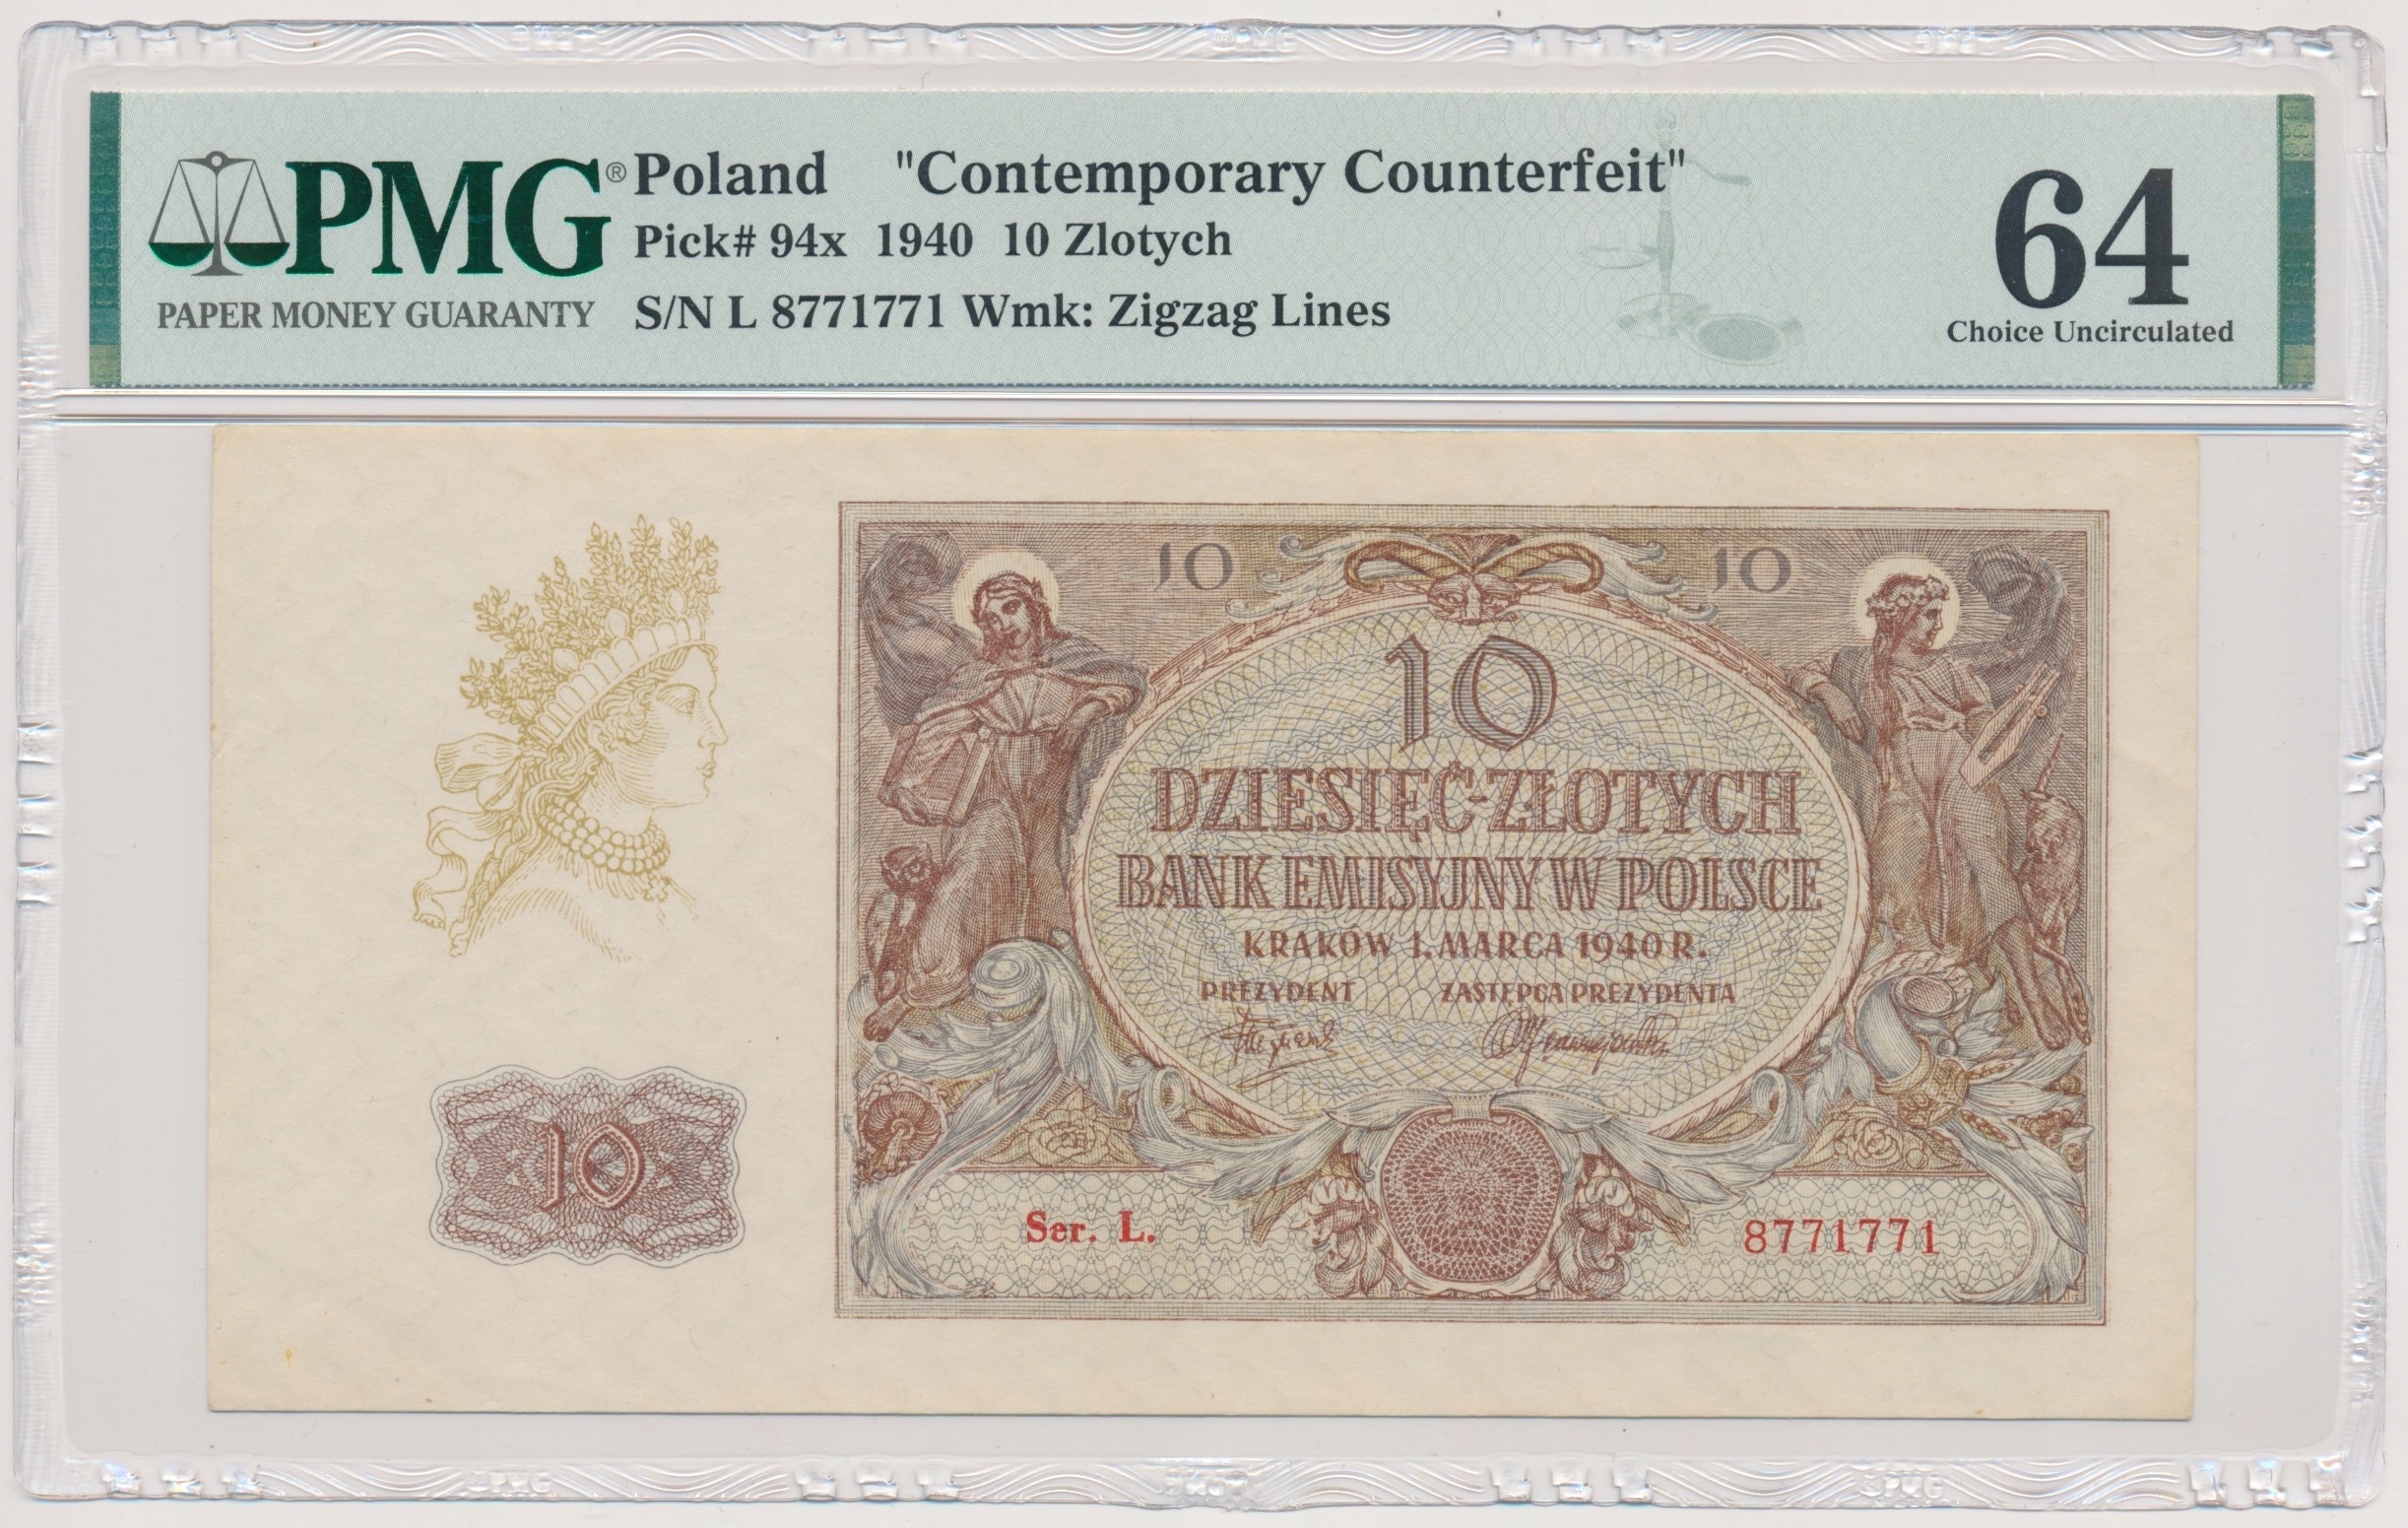 PMG®
PAPER MONEY GUARANTY
Poland "Contemporary Counterfeit"
Pick# 94x 1940 10 Zlotych
S/N L 8771771 Wmk: Zigzag Lines
64
Choice Uncirculated
10 10
10
DZIESIĘĆ-ZŁOTYCH
BANK EMISYJNY W POLSCE
KRAKÓW 1. MARCA 1940 R.
PREZYDENT ZASTĘPCA PREZYDENTA
10
Ser. L. 8771771